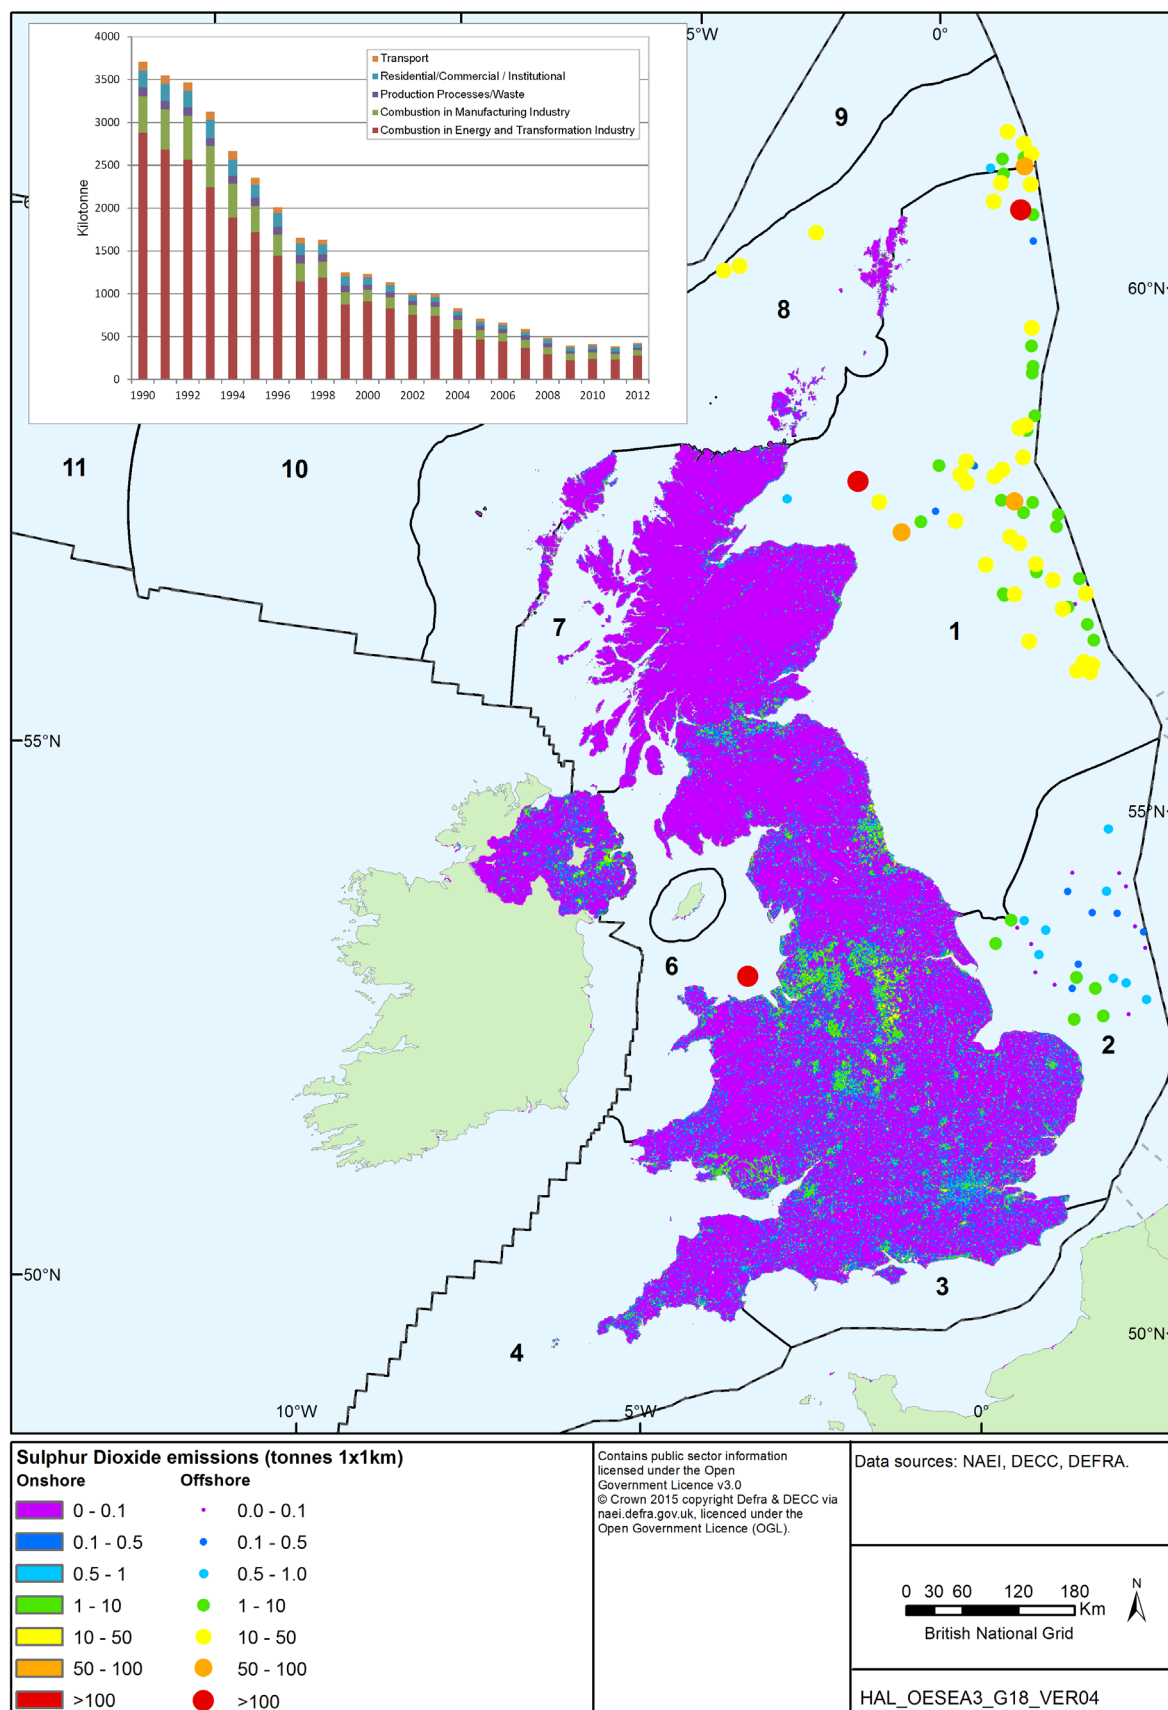 5°W
0°
4000
3500
3000
2500
2000
1500
1000
500
0
Kilotonne
1990
1992
1994
1996
1998
2000
2002
2004
2006
2008
2010
2012
Transport
Residential/Commercial / Institutional
Production Processes/Waste
Combustion in Manufacturing Industry
Combustion in Energy and Transformation Industry
9
60°N
8
11
10
7
1
55°N
55°N
6
2
50°N
3
50°N
4
10°W
5°W
0°
Sulphur Dioxide emissions (tonnes 1x1km)
Onshore
Offshore
0 - 0.1
0.0 - 0.1
0.1 - 0.5
0.1 - 0.5
0.5 - 1
0.5 - 1.0
1 - 10
1 - 10
10 - 50
10 - 50
50 - 100
50 - 100
>100
>100
Contains public sector information
licensed under the Open
Government Licence v3.0
© Crown 2015 copyright Defra & DECC via
naei.defra.gov.uk, licenced under the
Open Government Licence (OGL).
Data sources: NAEI, DECC, DEFRA.
0 30 60 120 180
Km
N
British National Grid
HAL_OESEA3_G18_VER04